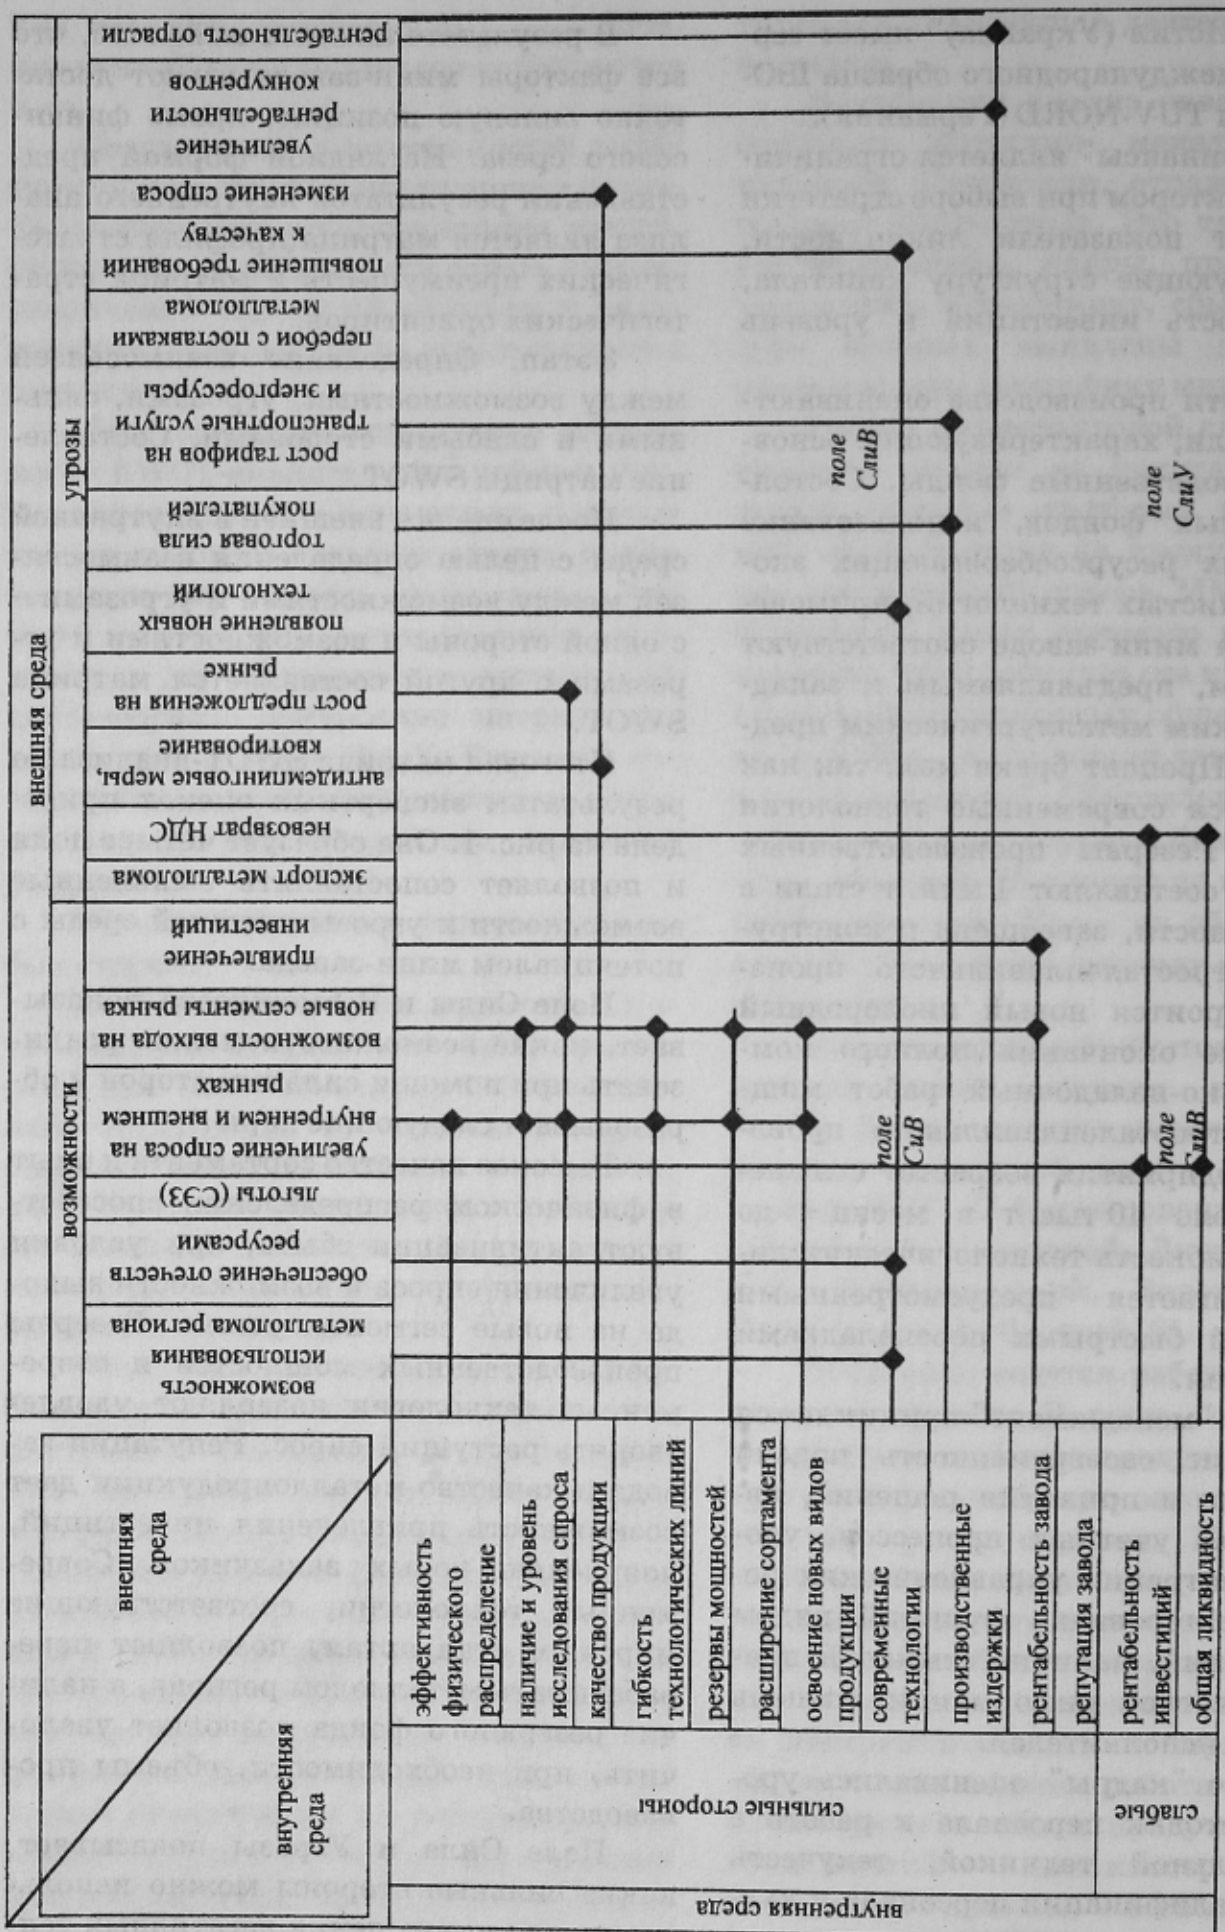 внешняя
среда
внутренняя
среда
внешняя среда
возможности
угрозы
возможность
использования
металлолома региона
обеспечение отечеств
ресурсами
льготы (СЭЗ)
увеличение спроса на
внутреннем и внешнем
рынках
возможность выхода на
новые сегменты рынка
привлечение
инвестиций
экспорт металлолома
невозврат НДС
антидемпинговые меры,
квотирование
рост предложения на
рынке
появление новых
технологий
торговая сила
покупателей
рост тарифов на
транспортные услуги
и энергоресурсы
перебои с поставками
металлолома
повышение требований
к качеству
изменение спроса
увеличение
рентабельности
конкурентов
рентабельность отрасли
внутренняя среда
сильные стороны
слабые
эффективность
физического
распределение
наличие и уровень
исследования спроса
качество продукции
гибкость
технологических линий
резервы мощностей
расширение сортамента
освоение новых видов
продукции
современные
технологии
производственные
издержки
рентабельность завода
репутация завода
рентабельность
ивестиций
общая ликвидность
поле
СиВ
поле
СлиВ
поле
СлиВ
поле
СлиУ